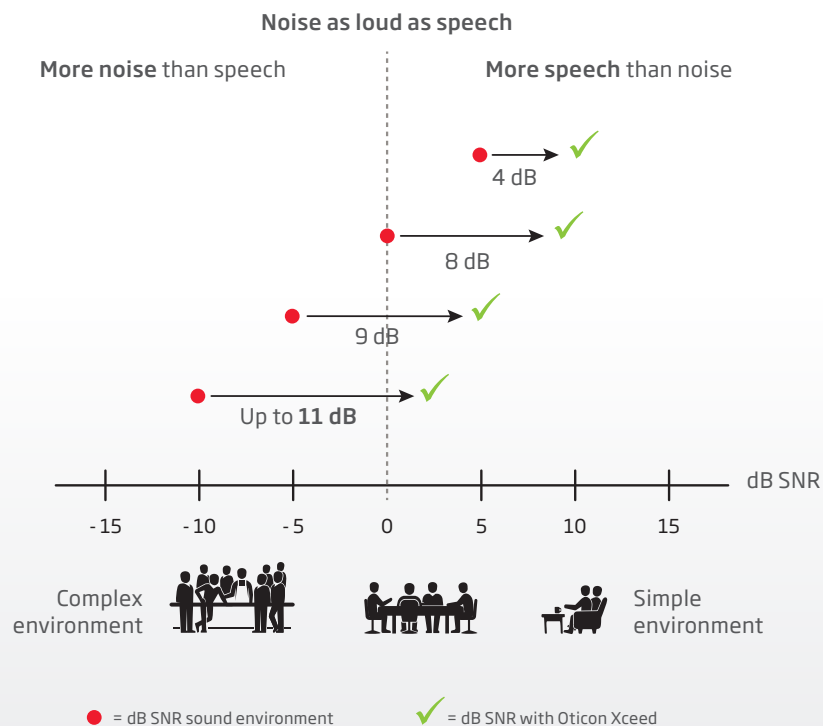 Noise as loud as speech
More noise than speech
More speech than noise
4 dB
8 dB
9 dB
Up to 11 dB
dB SNR
-15 -10 -5 0 5 10 15
Complex
environment
Simple
environment
= dB SNR sound environment
= dB SNR with Oticon Xceed